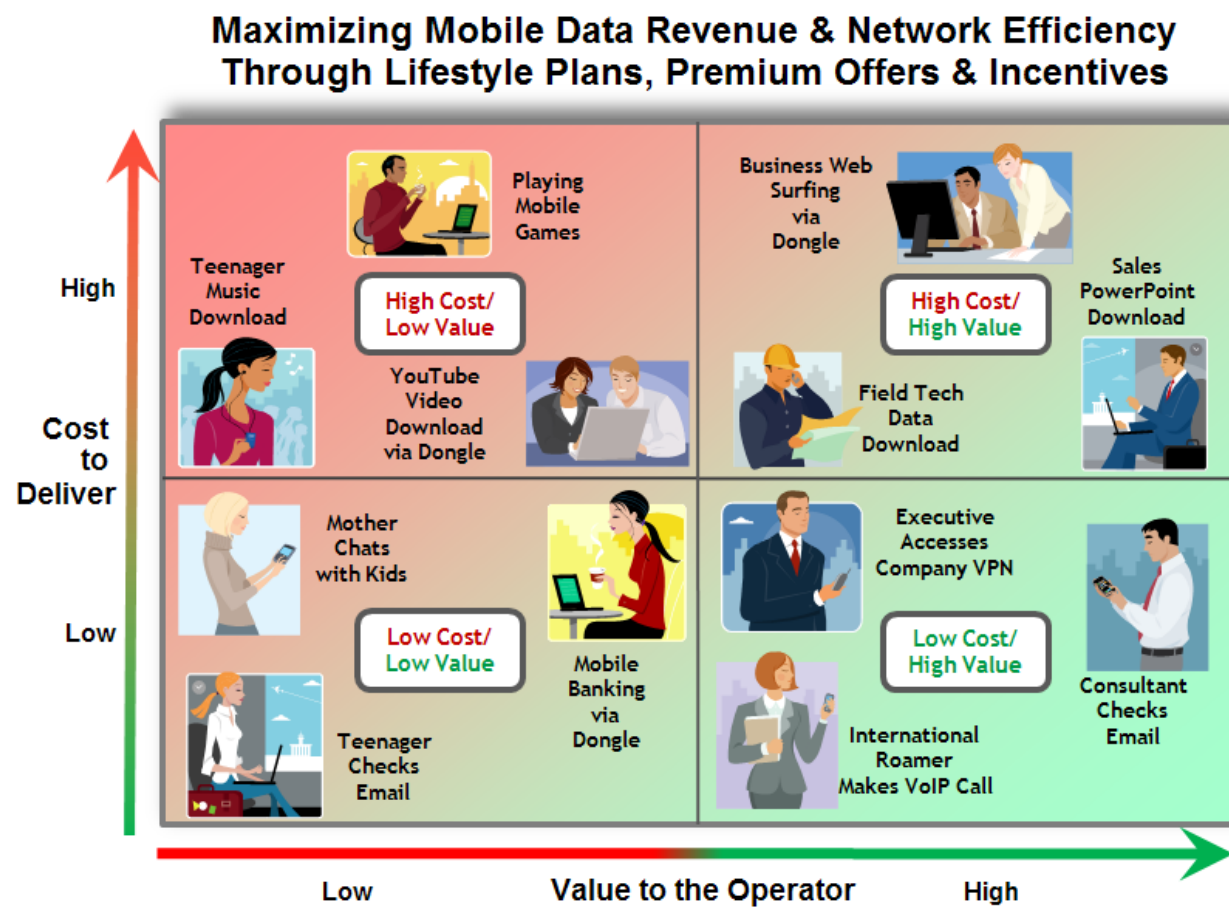 Maximizing Mobile Data Revenue & Network Efficiency
Through Lifestyle Plans, Premium Offers & Incentives
High
Cost
to
Deliver
Low
Playing
Mobile
Games
Teenager
Music
Download
High Cost/
Low Value
YouTube
Video
Download
via Dongle
Business Web
Surfing
via
Dongle
Sales
PowerPoint
Download
High Cost/
High Value
Field Tech
Data
Download
Mother
Chats
with Kids
Low Cost/
Low Value
Mobile
Banking
via
Dongle
Teenager
Checks
Email
Executive
Accesses
Company VPN
Low Cost/
High Value
Consultant
Checks
Email
International
Roamer
Makes VoIP Call
Low
Value to the Operator
High